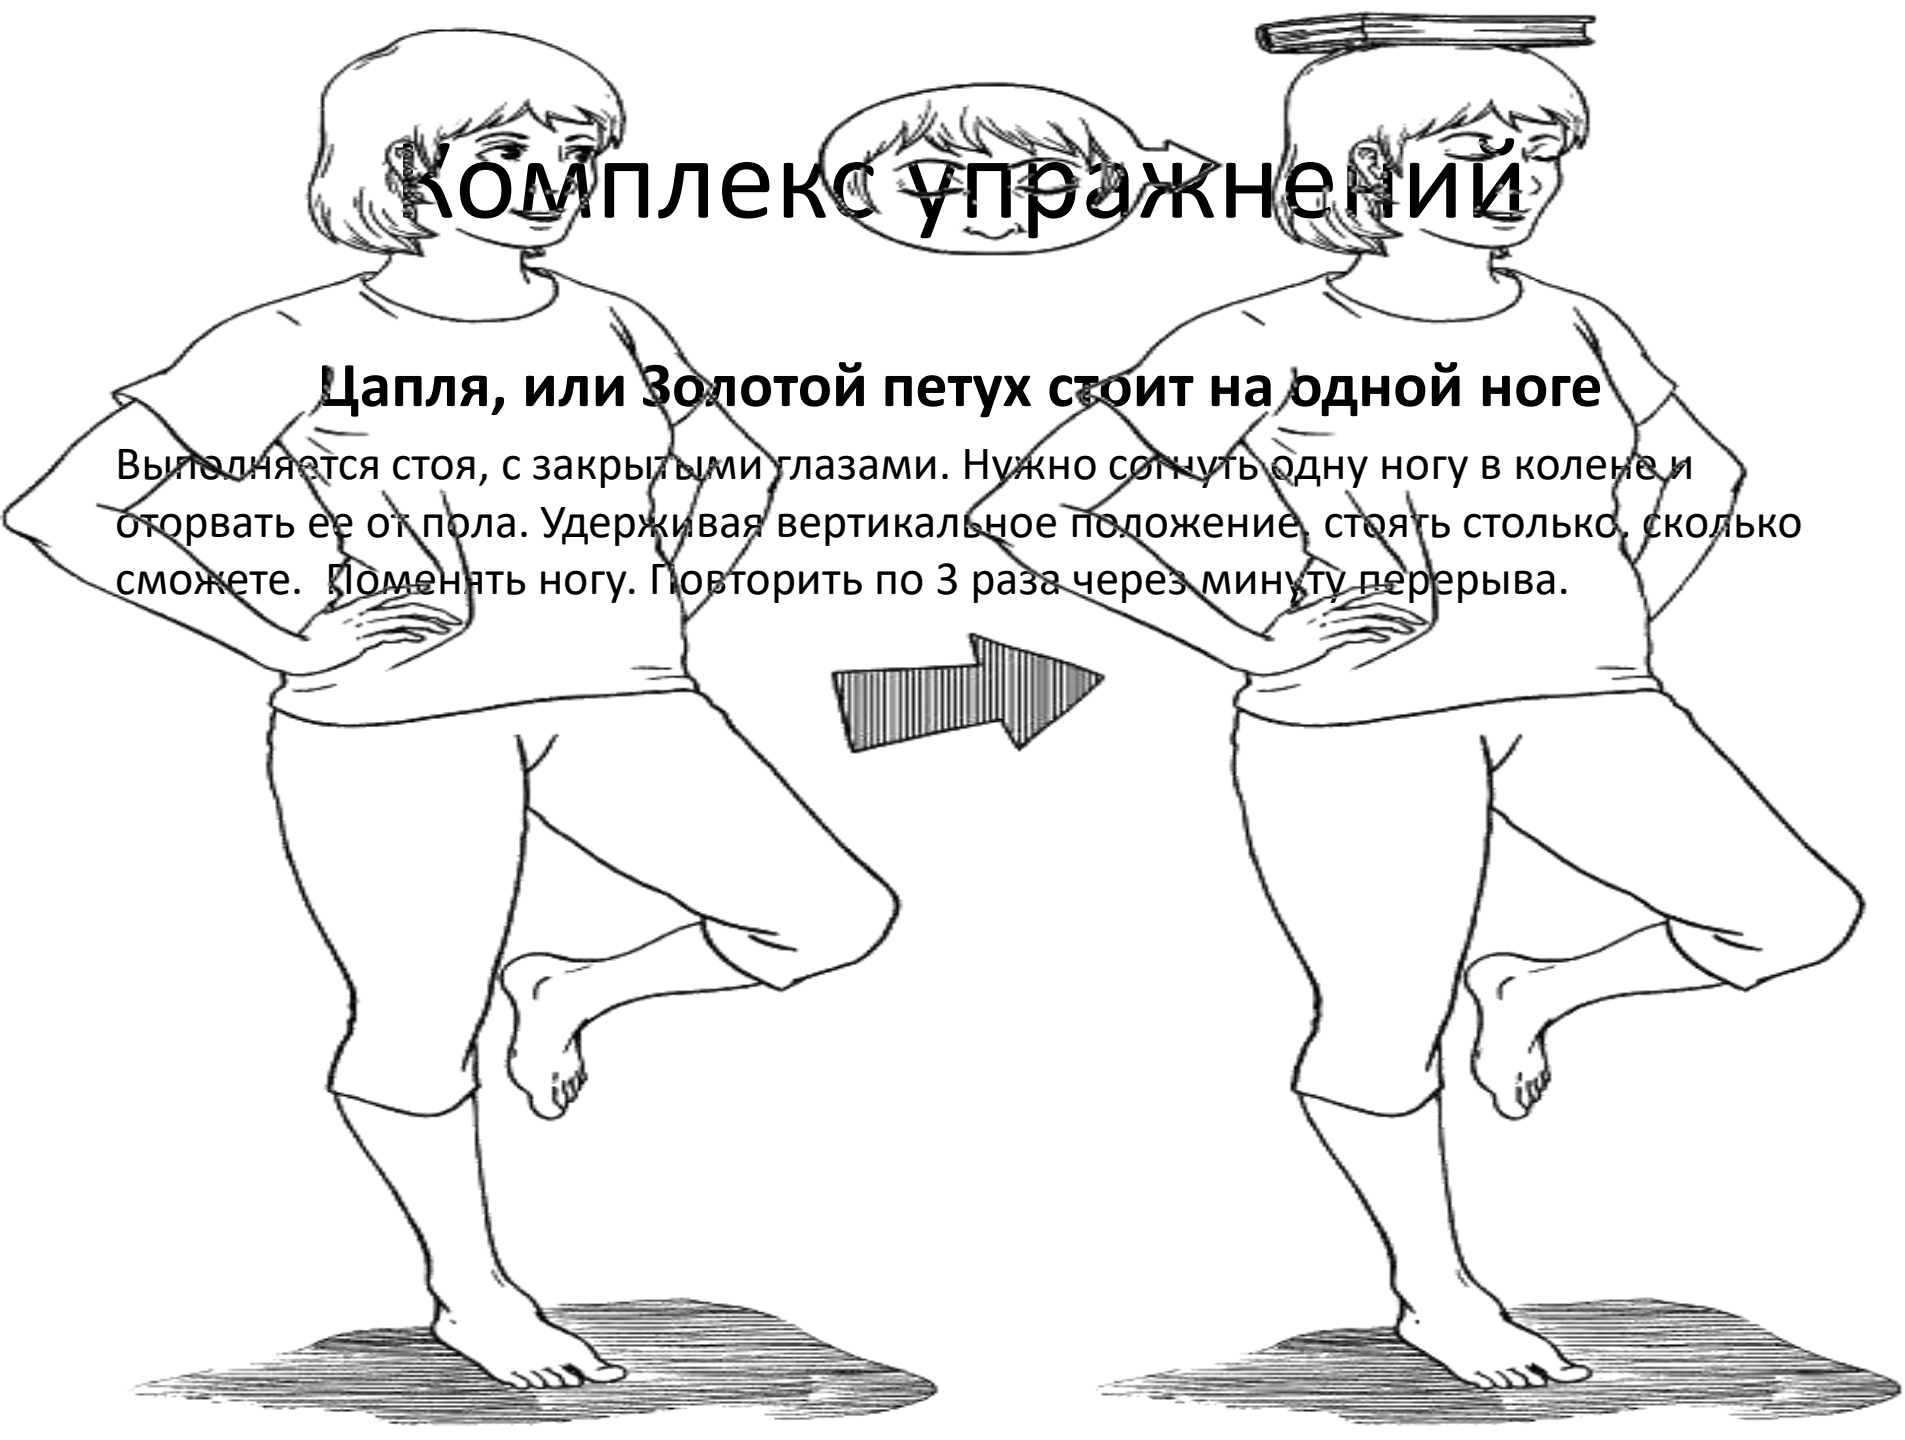 Комплекс упражнений
Цапля, или Золотой петух стоит на одной ноге
Выполняется стоя, с закрытыми глазами. Нужно согнуть одну ногу в колене и
оторвать ее от пола. Удерживая вертикальное положение, стоять столько, сколько
сможете.  Поменять ногу. Повторить по 3 раза через минуту перерыва.